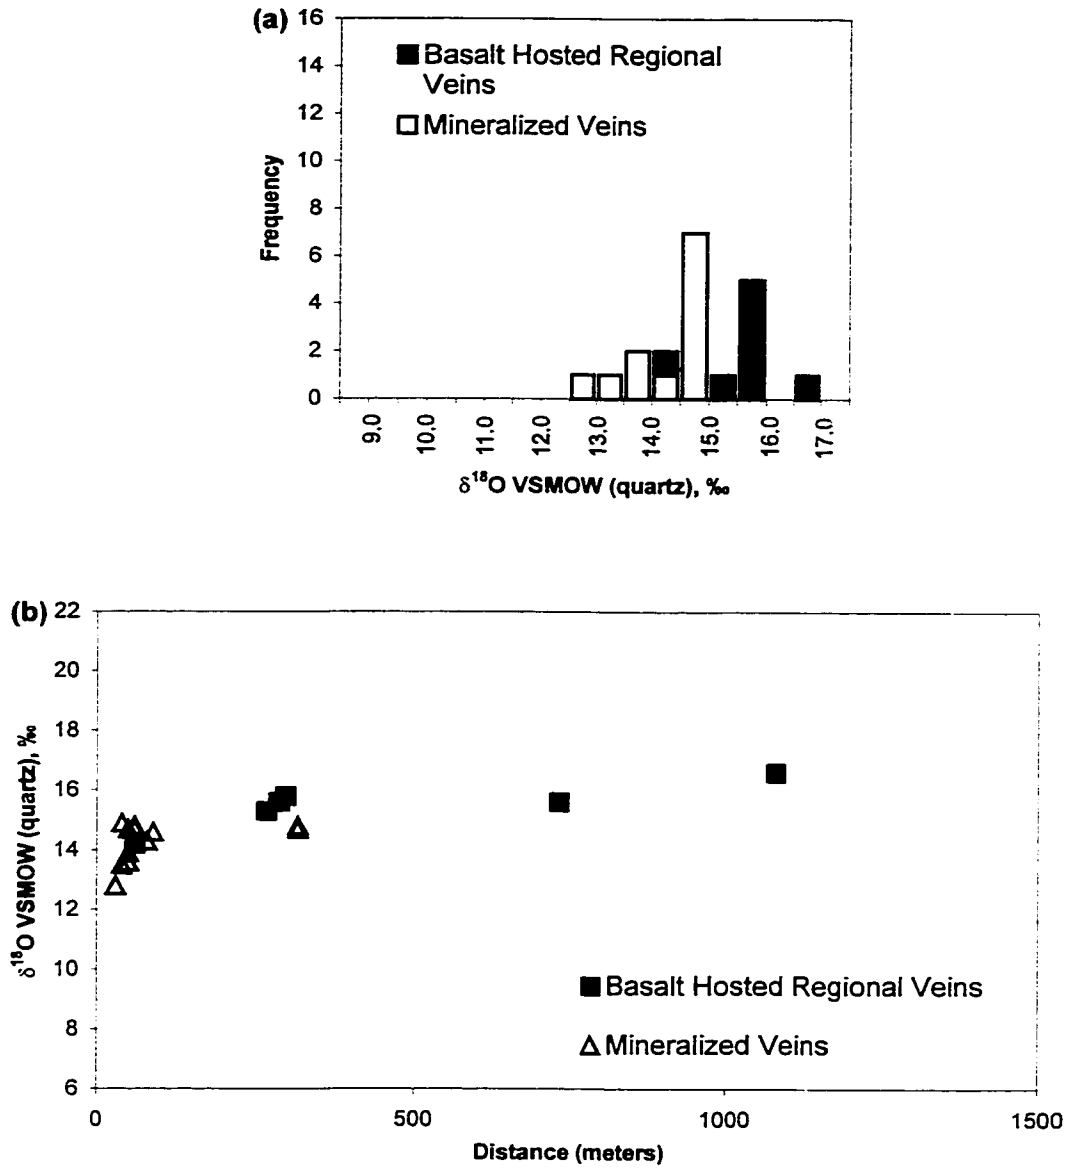 (a)
16
14
12
10
8
6
4
2
0
Frequency
Basalt Hosted Regional
Veins
Mineralized Veins
9.0
10.0
11.0
12.0
13.0
14.0
15.0
16.0
17.0
δ¹⁸O VSMOW (quartz), ‰
(b)
22
20
18
16
14
12
10
8
6
δ¹⁸O VSMOW (quartz), ‰
Basalt Hosted Regional Veins
Mineralized Veins
0
500
1000
1500
Distance (meters)